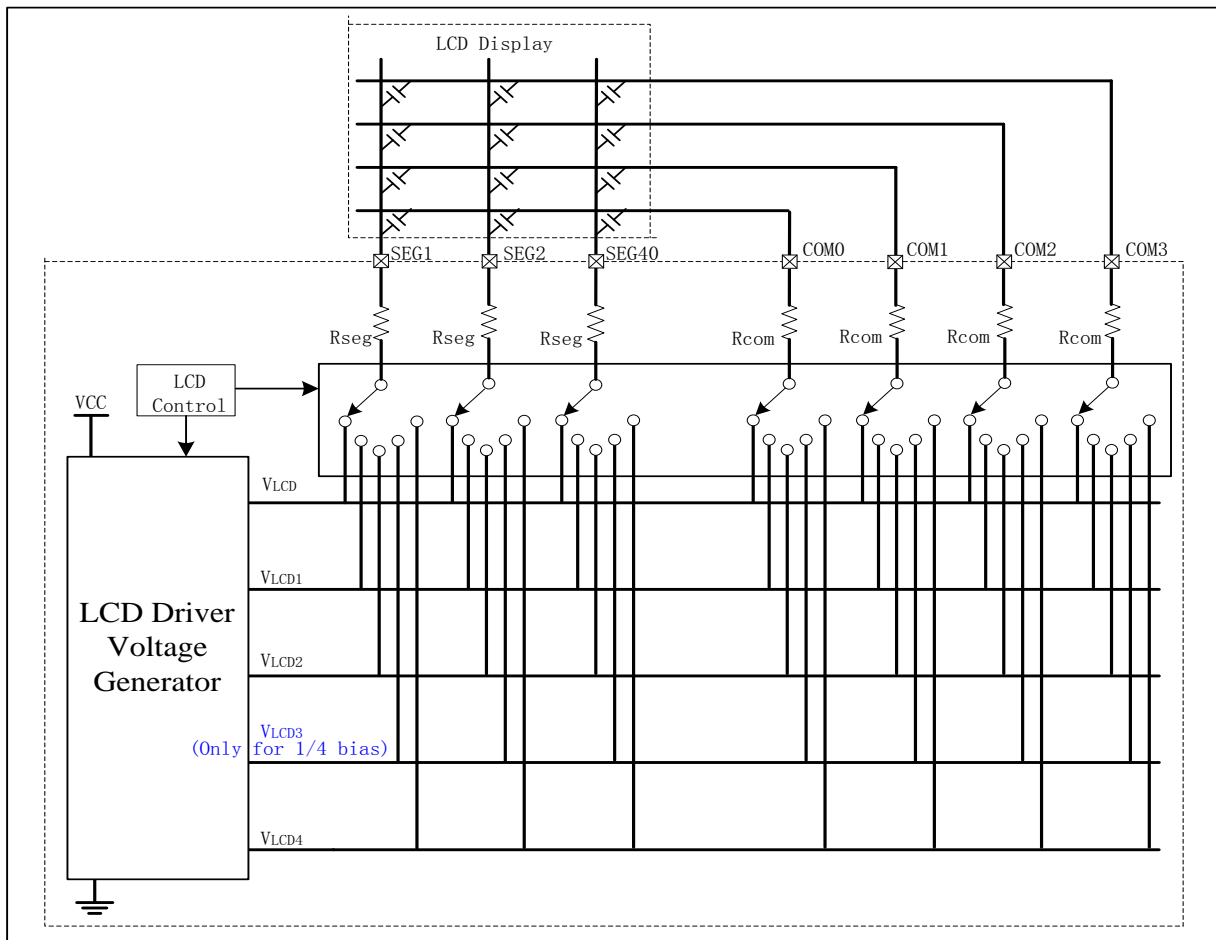 LCD Display
SEG1 SEG2 SEG40 COM0 COM1 COM2 COM3
Rseg Rseg Rseg Rcom Rcom Rcom Rcom
LCD
Control
VCC
VLCD
VLCD1
LCD Driver
Voltage
Generator
VLCD2
VLCD3
(Only for 1/4 bias)
VLCD4